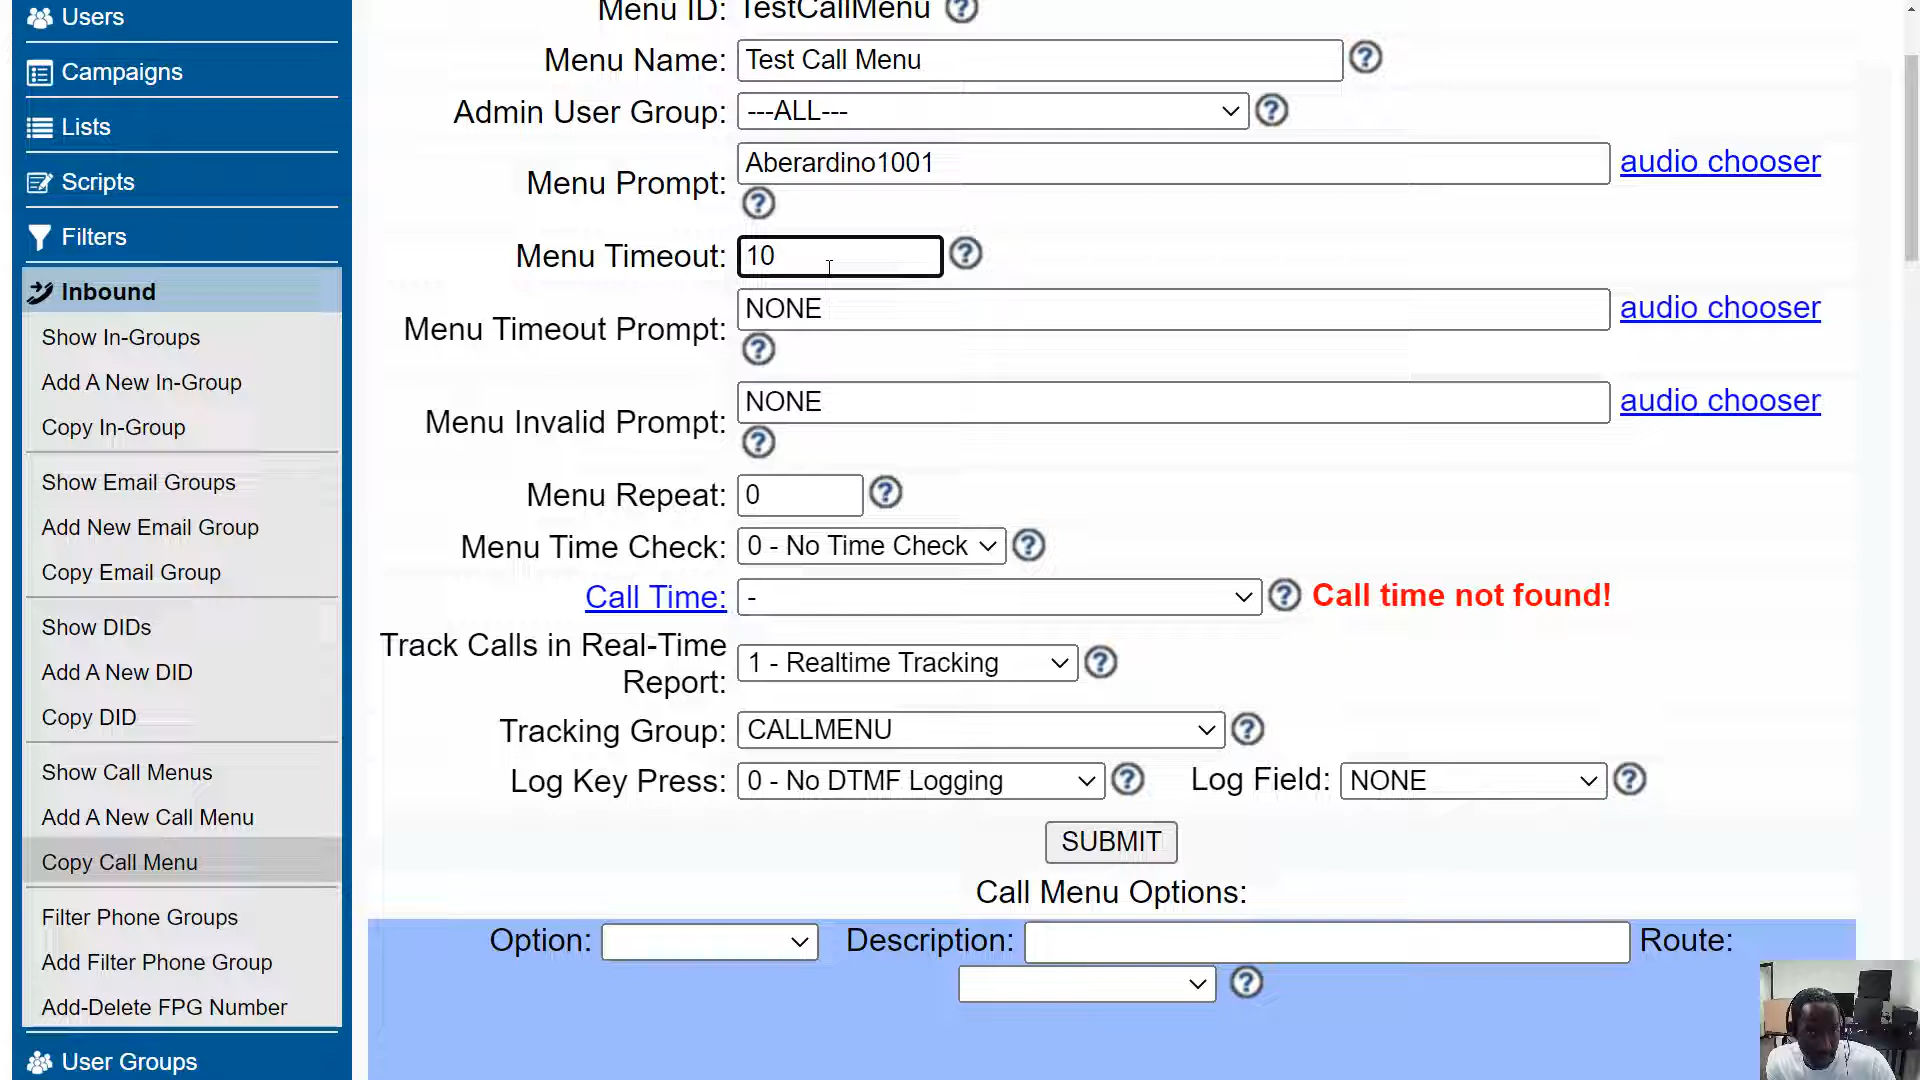 Users
Campaigns
Lists
Scripts
Filters
Inbound
Show In-Groups
Add A New In-Group
Copy In-Group
Show Email Groups
Add New Email Group
Copy Email Group
Show DIDs
Add A New DID
Copy DID
Show Call Menus
Add A New Call Menu
Copy Call Menu
Filter Phone Groups
Add Filter Phone Group
Add-Delete FPG Number
User Groups
Menu ID: TestCallMenu ?
Menu Name: Test Call Menu ?
Admin User Group: ---ALL--- ?
Menu Prompt: Aberardino1001 audio chooser
?
Menu Timeout: 10 ?
Menu Timeout Prompt: NONE audio chooser
?
Menu Invalid Prompt: NONE audio chooser
?
Menu Repeat: 0 ?
Menu Time Check: 0 - No Time Check ?
Call Time: - ? Call time not found!
Track Calls in Real-Time
Report: 1 - Realtime Tracking ?
Tracking Group: CALLMENU ?
Log Key Press: 0 - No DTMF Logging ? Log Field: NONE ?
SUBMIT
Call Menu Options:
Option: Description: Route:
?